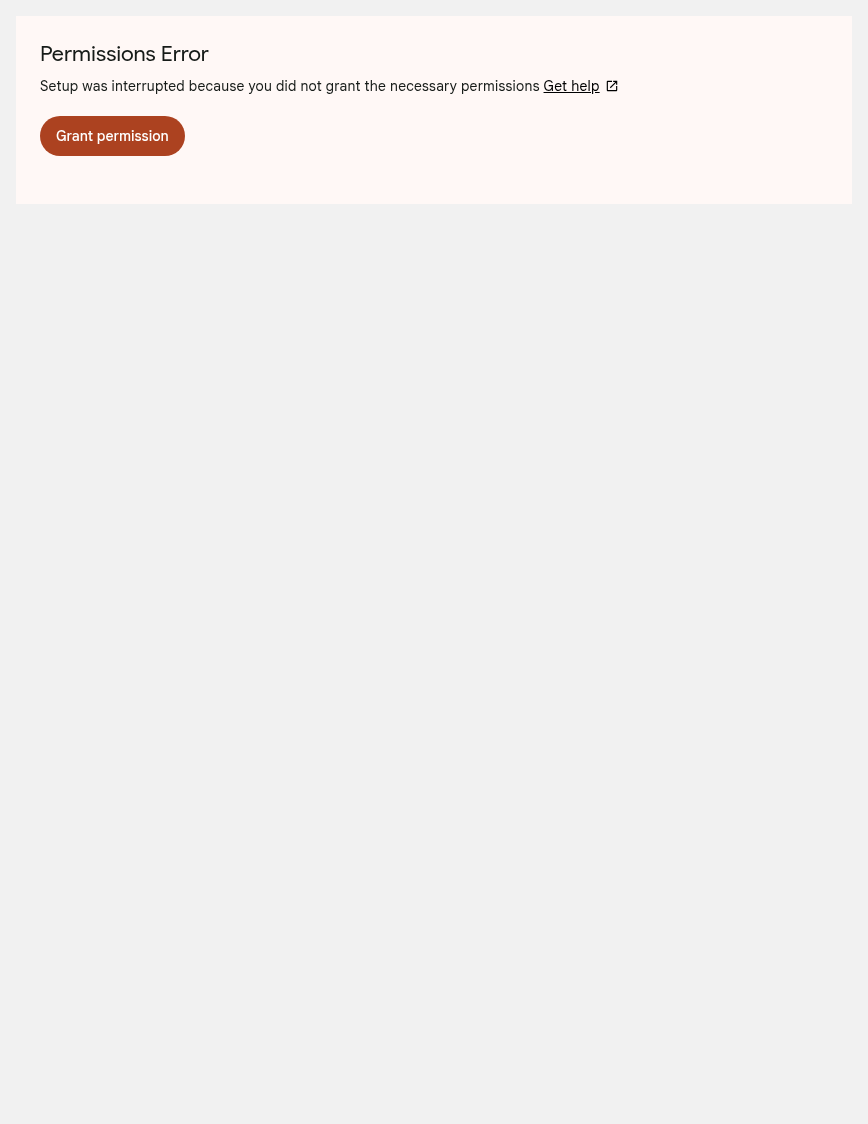 Permissions Error
Setup was interrupted because you did not grant the necessary permissions Get help
Grant permission